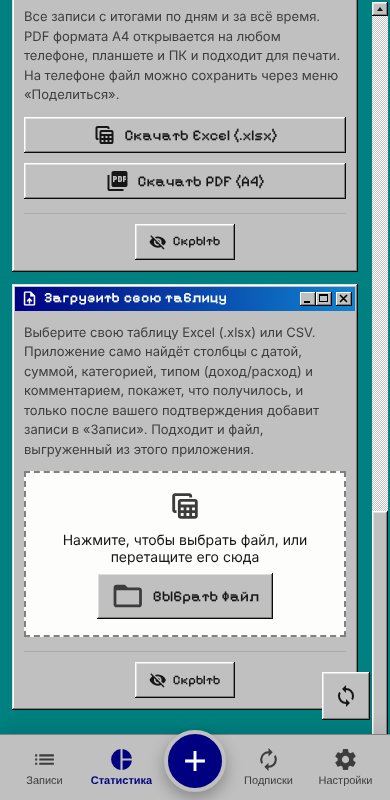 Все записи с итогами по дням и за всё время.
PDF формата А4 открывается на любом
телефоне, планшете и ПК и подходит для печати.
На телефоне файл можно сохранить через меню
«Поделиться».
Скачать Excel (.xlsx)
PDF Скачать PDF (А4)
Скрыть
Загрузить свою таблицу
Выберите свою таблицу Excel (.xlsx) или CSV.
Приложение само найдёт столбцы с датой,
суммой, категорией, типом (доход/расход) и
комментарием, покажет, что получилось, и
только после вашего подтверждения добавит
записи в «Записи». Подходит и файл,
выгруженный из этого приложения.
Нажмите, чтобы выбрать файл, или
перетащите его сюда
Выбрать файл
Скрыть
Записи Статистика Подписки Настройки